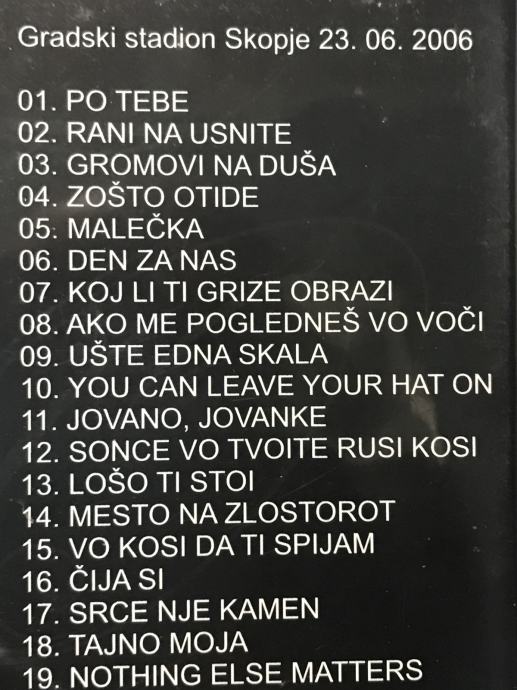 Gradski stadion Skopje 23. 06. 2006
01. PO TEBE
02. RANI NA USNITE
03. GROMOVI NA DUŠA
04. ZOŠTO OTIDE
05. MALEČKA
06. DEN ZA NAS
07. KOJ LI TI GRIZE OBRAZI
08. AKO ME POGLEDNEŠ VO VOČI
09. UŠTE EDNA SKALA
10. YOU CAN LEAVE YOUR HAT ON
11. JOVANO, JOVANKE
12. SONCE VO TVOITE RUSI KOSI
13. LOŠO TI STOI
14. MESTO NA ZLOSTOROT
15. VO KOSI DA TI SPIJAM
16. ČIJA SI
17. SRCE NJE KAMEN
18. TAJNO MOJA
19. NOTHING ELSE MATTERS